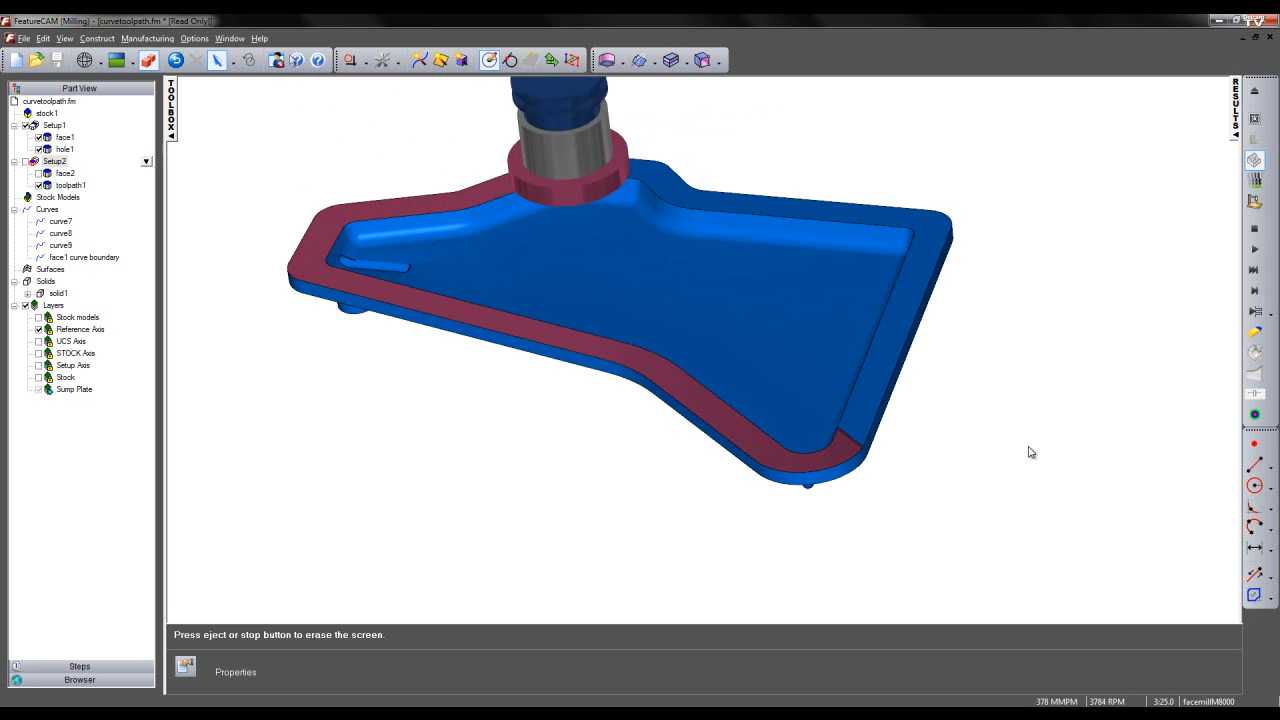 FeatureCAM (Milling) - [curvetoolpath.fm * [Read Only]]
TV
File Edit View Construct Manufacturing Options Window Help
Part View
curvetoolpath.fm
stock1
Setup1
face1
hole1
Setup2
face2
toolpath1
Stock Models
Curves
curve7
curve8
curve9
face1 curve boundary
Surfaces
Solids
solid1
Layers
Stock models
Reference Axis
UCS Axis
STOCK Axis
Setup Axis
Stock
Sump Plate
Steps
Browser
TOOLBOX
RESULTS
Press eject or stop button to erase the screen.
Properties
378 MMPM 3784 RPM 3:25.0 facemillM8000